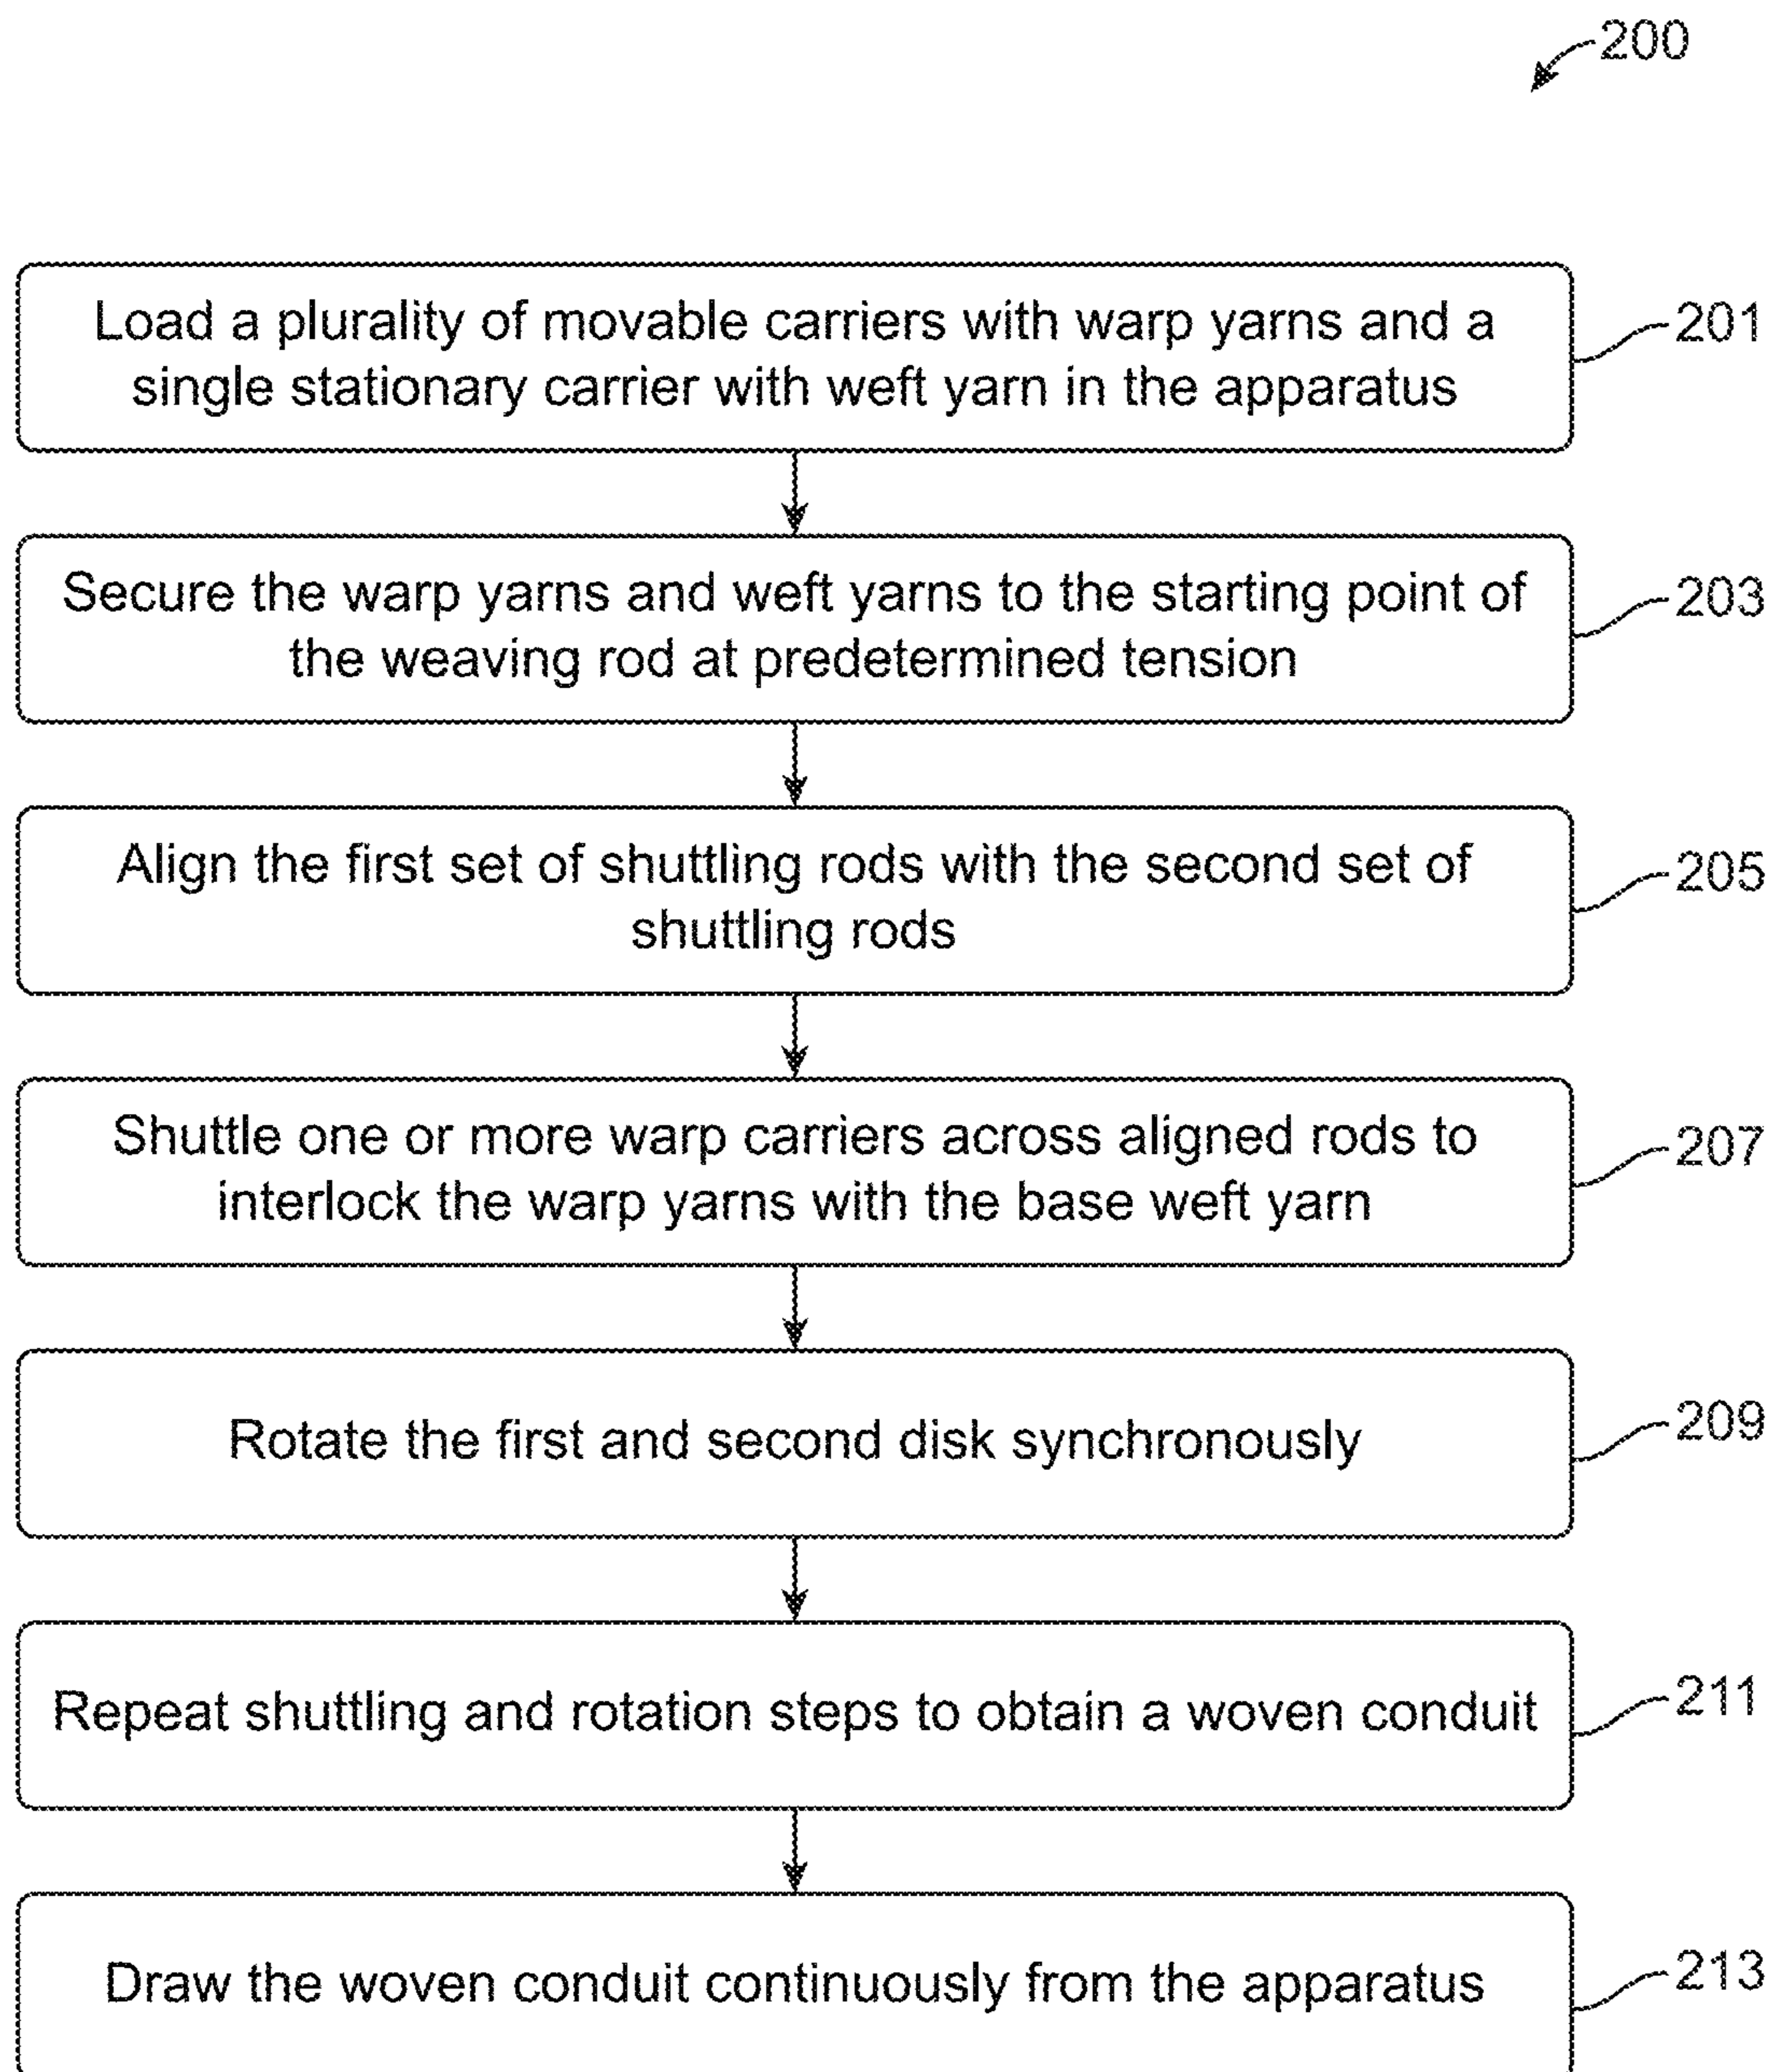 200
Load a plurality of movable carriers with warp yarns and a
single stationary carrier with weft yarn in the apparatus
201
Secure the warp yarns and weft yarns to the starting point of
the weaving rod at predetermined tension
203
Align the first set of shuttling rods with the second set of
shuttling rods
205
Shuttle one or more warp carriers across aligned rods to
interlock the warp yarns with the base weft yarn
207
Rotate the first and second disk synchronously
209
Repeat shuttling and rotation steps to obtain a woven conduit
211
Draw the woven conduit continuously from the apparatus
213